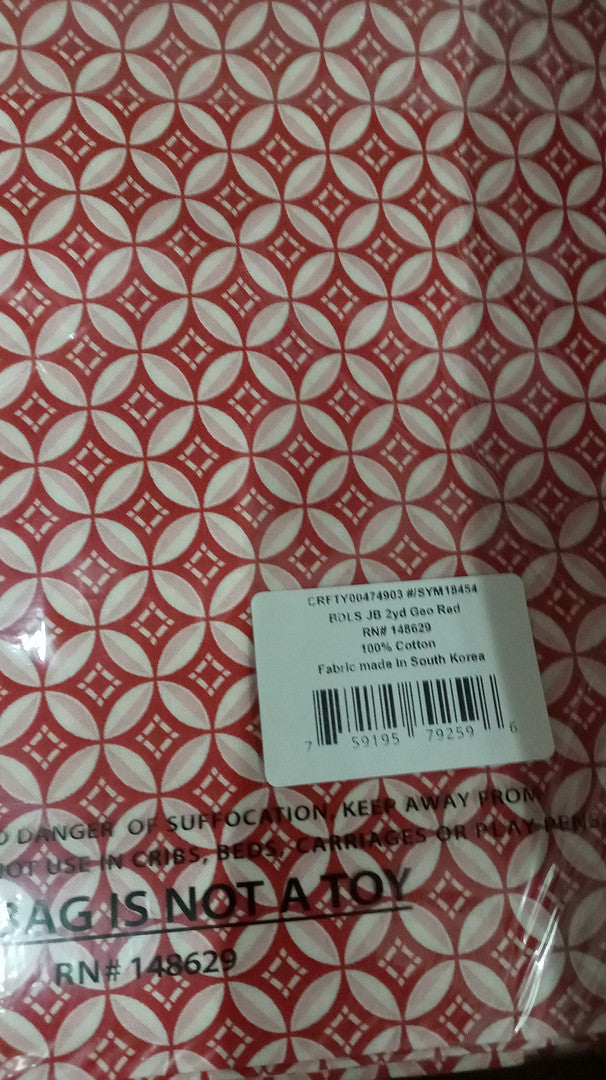 CRFTY00474903 #/SYM18454
BOLS JB 2yd Geo Red
RN# 148629
100% Cotton
Fabric made in South Korea
7 59195 79259 6
DANGER OF SUFFOCATION. KEEP AWAY FROM
NOT USE IN CRIBS, BEDS, CARRIAGES OR PLAY PENS.
BAG IS NOT A TOY
RN# 148629